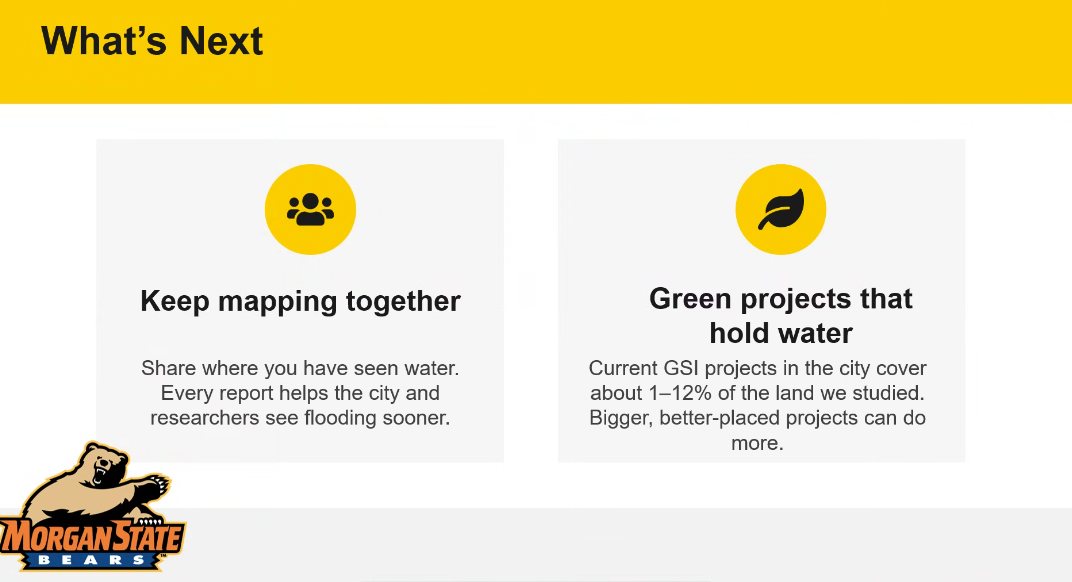 What’s Next
Keep mapping together
Share where you have seen water.
Every report helps the city and
researchers see flooding sooner.
Green projects that
hold water
Current GSI projects in the city cover
about 1–12% of the land we studied.
Bigger, better-placed projects can do
more.
MORGAN STATE
BEARS